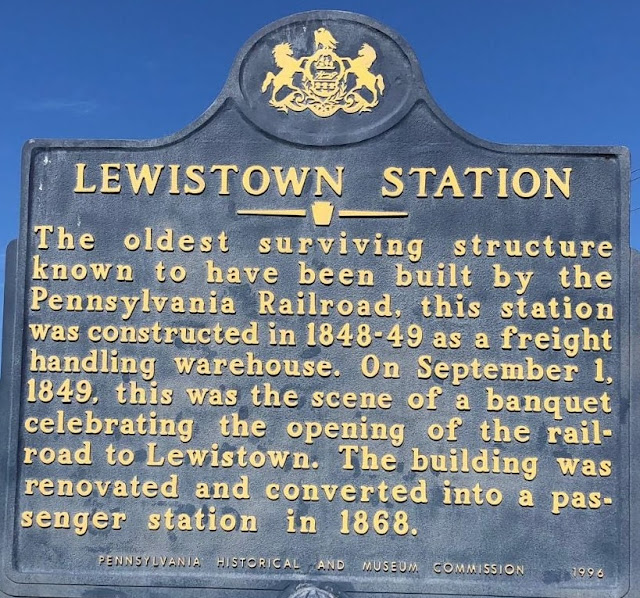 LEWISTOWN STATION
The oldest surviving structure
known to have been built by the
Pennsylvania Railroad, this station
was constructed in 1848-49 as a freight
handling warehouse. On September 1,
1849, this was the scene of a banquet
celebrating the opening of the rail-
road to Lewistown. The building was
renovated and converted into a pas-
senger station in 1868.
PENNSYLVANIA HISTORICAL AND MUSEUM COMMISSION 1996